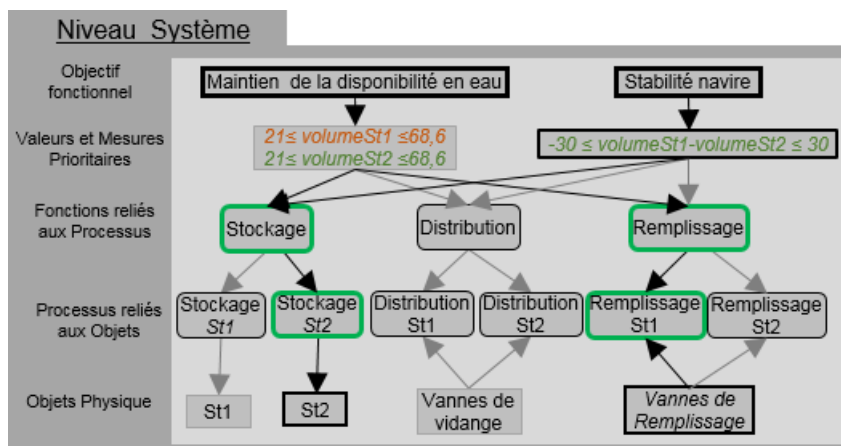 Niveau Système
Objectif
fonctionnel
Maintien de la disponibilité en eau
Stabilité navire
Valeurs et Mesures
Prioritaires
21≤ volumeSt1 ≤68,6
21≤ volumeSt2 ≤68,6
-30 ≤ volumeSt1-volumeSt2 ≤ 30
Fonctions reliés
aux Processus
Stockage
Distribution
Remplissage
Processus reliés
aux Objets
Stockage
St1
Stockage
St2
Distribution
St1
Distribution
St2
Remplissage
St1
Remplissage
St2
Objets Physique
St1
St2
Vannes de
vidange
Vannes de
Remplissage